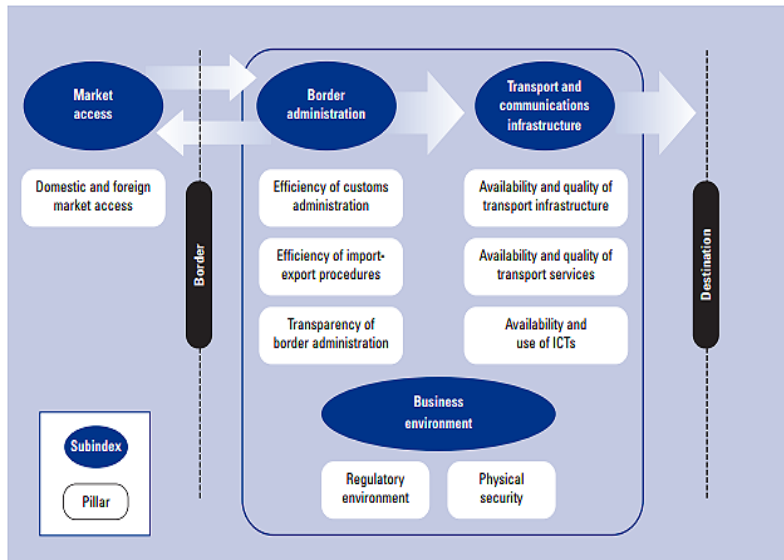 Market
access
Border
administration
Transport and
communications
infrastructure
Domestic and foreign
market access
Efficiency of customs
administration
Availability and quality of
transport infrastructure
Border
Efficiency of import-
export procedures
Availability and quality of
transport services
Destination
Transparency of
border administration
Availability and
use of ICTs
Business
environment
Subindex
Pillar
Regulatory
environment
Physical
security